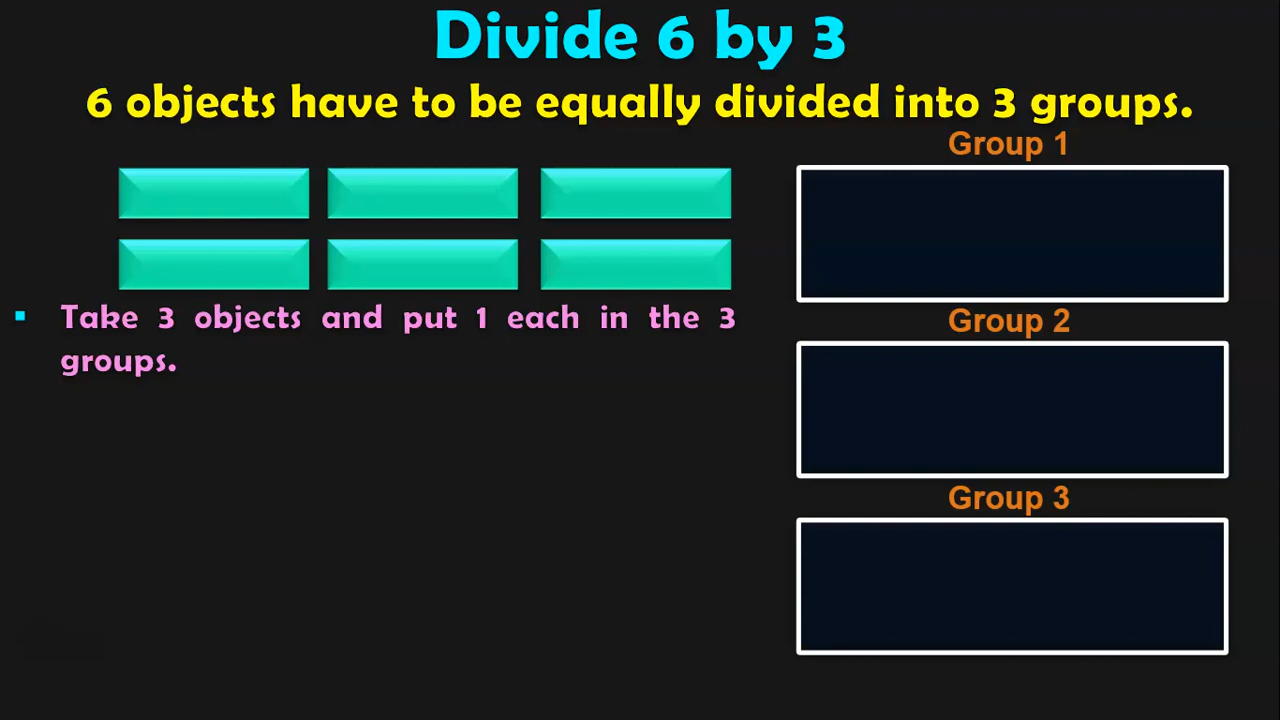 Divide 6 by 3
6 objects have to be equally divided into 3 groups.
Group 1
▪ Take 3 objects and put 1 each in the 3
groups.
Group 2
Group 3